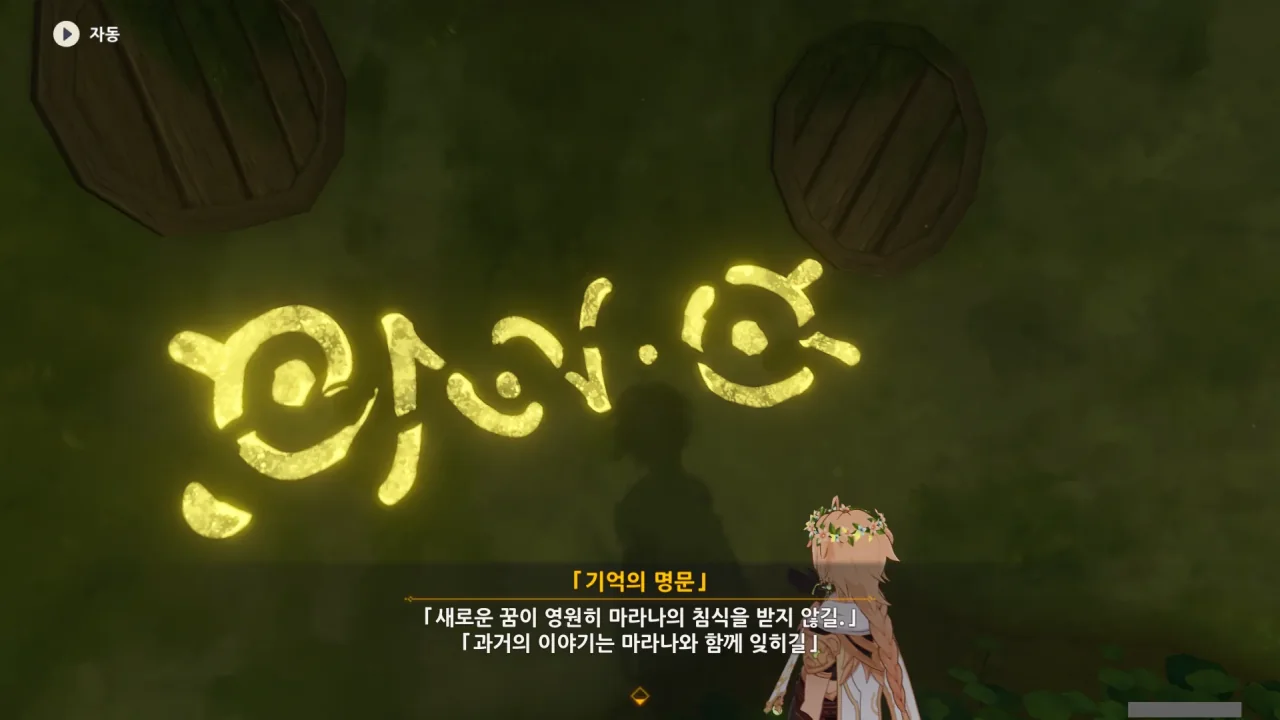 자동
「기억의 명문」
「새로운 꿈이 영원히 마라나의 침식을 받지 않길.」
「과거의 이야기는 마라나와 함께 잊히길」